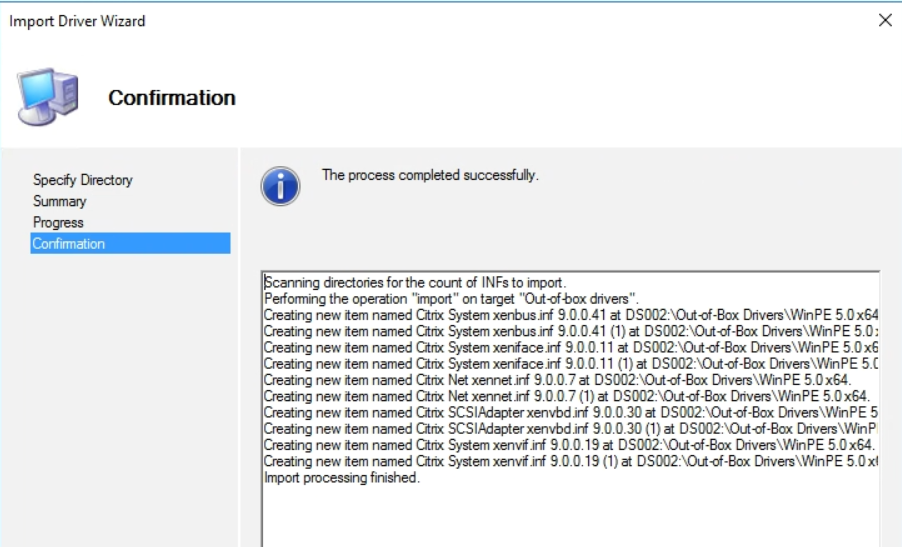 Import Driver Wizard
Confirmation
Specify Directory
Summary
Progress
Confirmation
The process completed successfully.
Scanning directories for the count of INFs to import.
Performing the operation "import" on target "Out-of-box drivers".
Creating new item named Citrix System xenbus.inf 9.0.0.41 at DS002:\Out-of-Box Drivers\WinPE 5.0 x64
Creating new item named Citrix System xenbus.inf 9.0.0.41 (1) at DS002:\Out-of-Box Drivers\WinPE 5.0
Creating new item named Citrix System xeniface.inf 9.0.0.11 at DS002:\Out-of-Box Drivers\WinPE 5.0 x6
Creating new item named Citrix System xeniface.inf 9.0.0.11 (1) at DS002:\Out-of-Box Drivers\WinPE 5.0
Creating new item named Citrix Net xennet.inf 9.0.0.7 at DS002:\Out-of-Box Drivers\WinPE 5.0 x64.
Creating new item named Citrix Net xennet.inf 9.0.0.7 (1) at DS002:\Out-of-Box Drivers\WinPE 5.0 x64.
Creating new item named Citrix SCSIAdapter xenvbd.inf 9.0.0.30 at DS002:\Out-of-Box Drivers\WinPE 5
Creating new item named Citrix SCSIAdapter xenvbd.inf 9.0.0.30 (1) at DS002:\Out-of-Box Drivers\WinP
Creating new item named Citrix System xenvif.inf 9.0.0.19 at DS002:\Out-of-Box Drivers\WinPE 5.0 x64.
Creating new item named Citrix System xenvif.inf 9.0.0.19 (1) at DS002:\Out-of-Box Drivers\WinPE 5.0 x
Import processing finished.